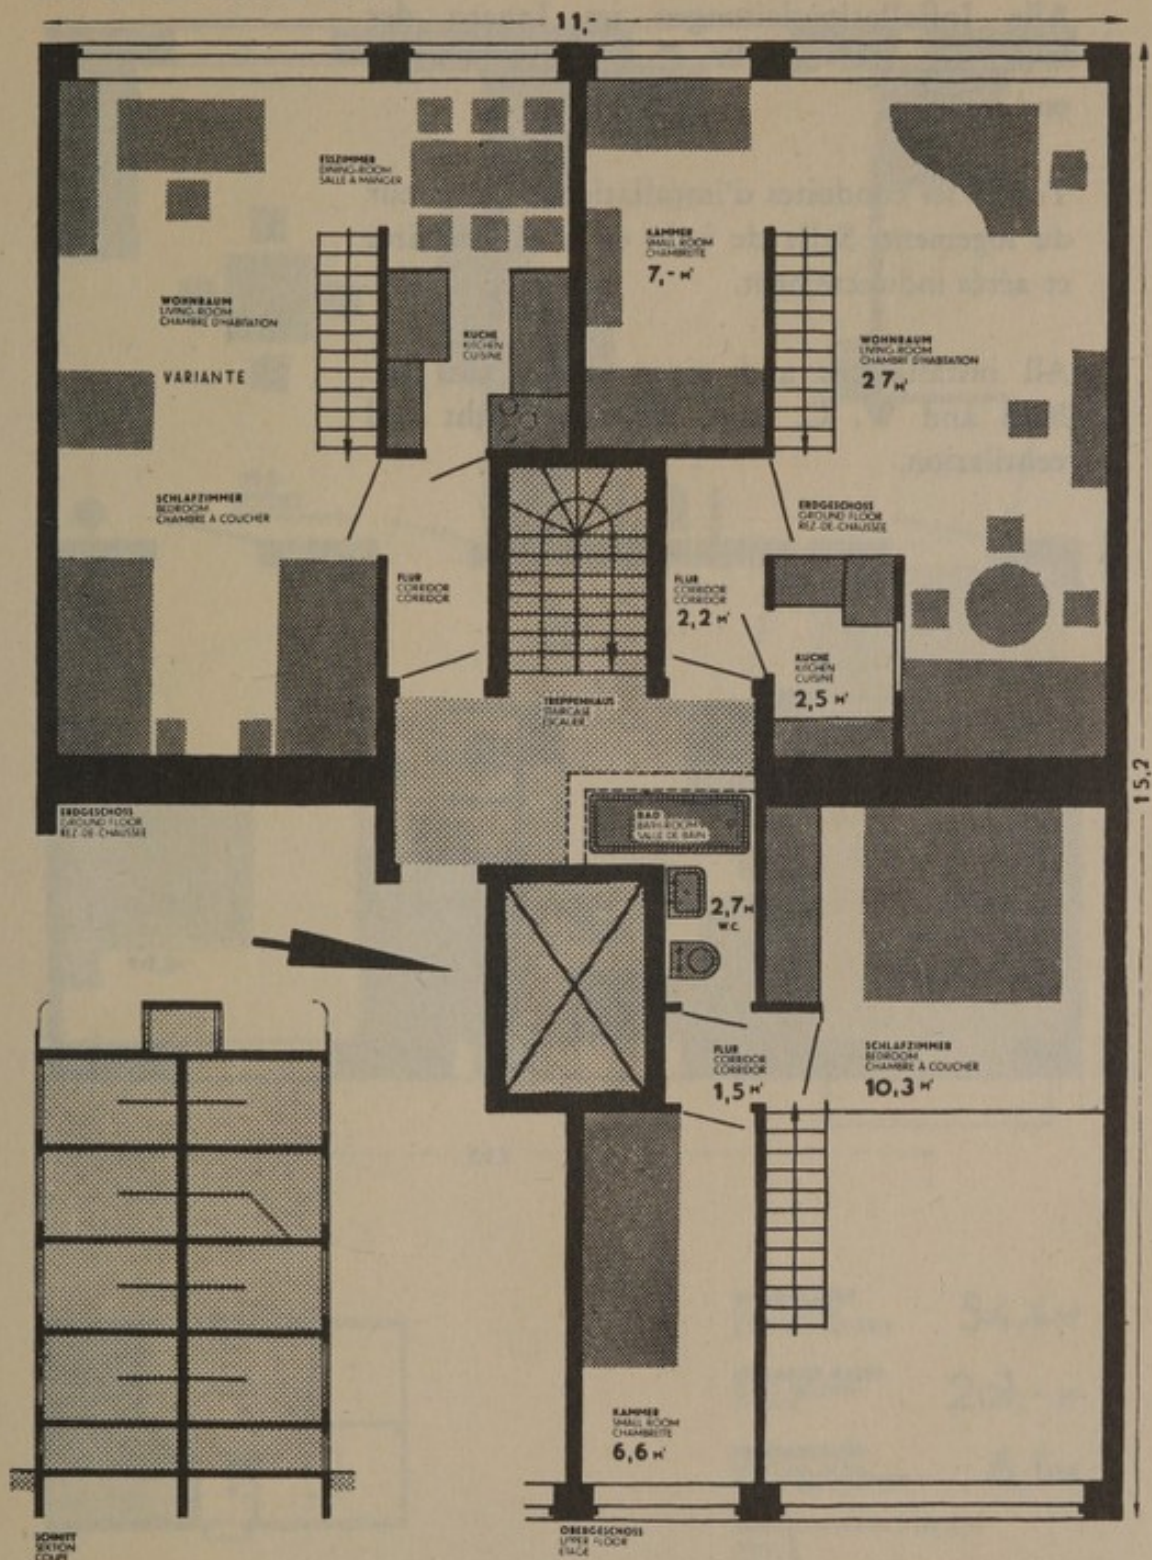 11,-
ESSZIMMER
DINING-ROOM
SALLE À MANGER
KAMMER
SMALL ROOM
CHAMBRETTE
7,- M²
WOHNRAUM
LIVING-ROOM
CHAMBRE D'HABITATION
VARIANTE
KÜCHE
KITCHEN
CUISINE
WOHNRAUM
LIVING-ROOM
CHAMBRE D'HABITATION
27 M²
SCHLAFZIMMER
BEDROOM
CHAMBRE À COUCHER
ERDGESCHOSS
GROUND FLOOR
REZ-DE-CHAUSSÉE
FLUR
CORRIDOR
CORRIDOR
FLUR
CORRIDOR
CORRIDOR
2,2 M²
KÜCHE
KITCHEN
CUISINE
2,5 M²
TREPPENHAUS
STAIRCASE
ESCALIER
15,2
ERDGESCHOSS
GROUND FLOOR
REZ-DE-CHAUSSÉE
BAD
BATH-ROOM
SALLE DE BAIN
2,7 M²
W.C.
FLUR
CORRIDOR
CORRIDOR
1,5 M²
SCHLAFZIMMER
BEDROOM
CHAMBRE À COUCHER
10,3 M²
KAMMER
SMALL ROOM
CHAMBRETTE
6,6 M²
SCHNITT
SEKTION
COUPE
OBERGESCHOSS
UPPER FLOOR
ETAGE